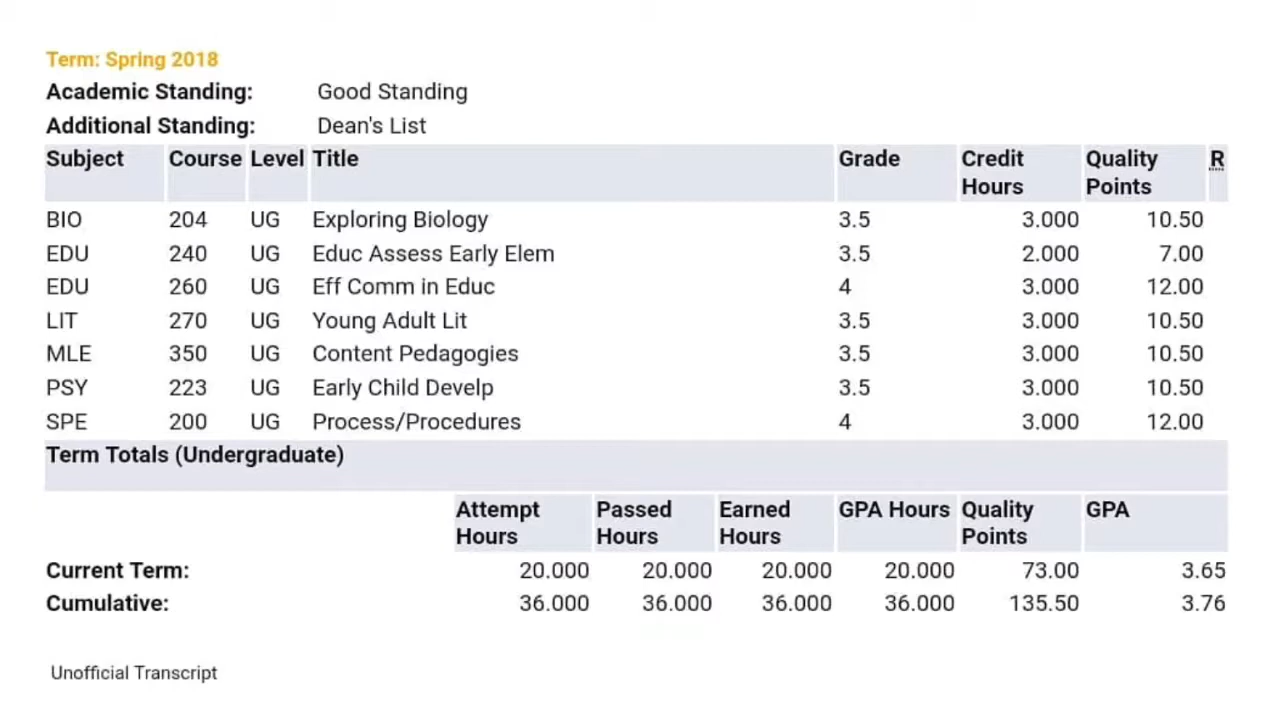 Term: Spring 2018
Academic Standing: Good Standing
Additional Standing: Dean's List
Subject Course Level Title Grade Credit Hours Quality Points R
BIO 204 UG Exploring Biology 3.5 3.000 10.50
EDU 240 UG Educ Assess Early Elem 3.5 2.000 7.00
EDU 260 UG Eff Comm in Educ 4 3.000 12.00
LIT 270 UG Young Adult Lit 3.5 3.000 10.50
MLE 350 UG Content Pedagogies 3.5 3.000 10.50
PSY 223 UG Early Child Develp 3.5 3.000 10.50
SPE 200 UG Process/Procedures 4 3.000 12.00
Term Totals (Undergraduate)
Attempt Hours Passed Hours Earned Hours GPA Hours Quality Points GPA
Current Term: 20.000 20.000 20.000 20.000 73.00 3.65
Cumulative: 36.000 36.000 36.000 36.000 135.50 3.76
Unofficial Transcript